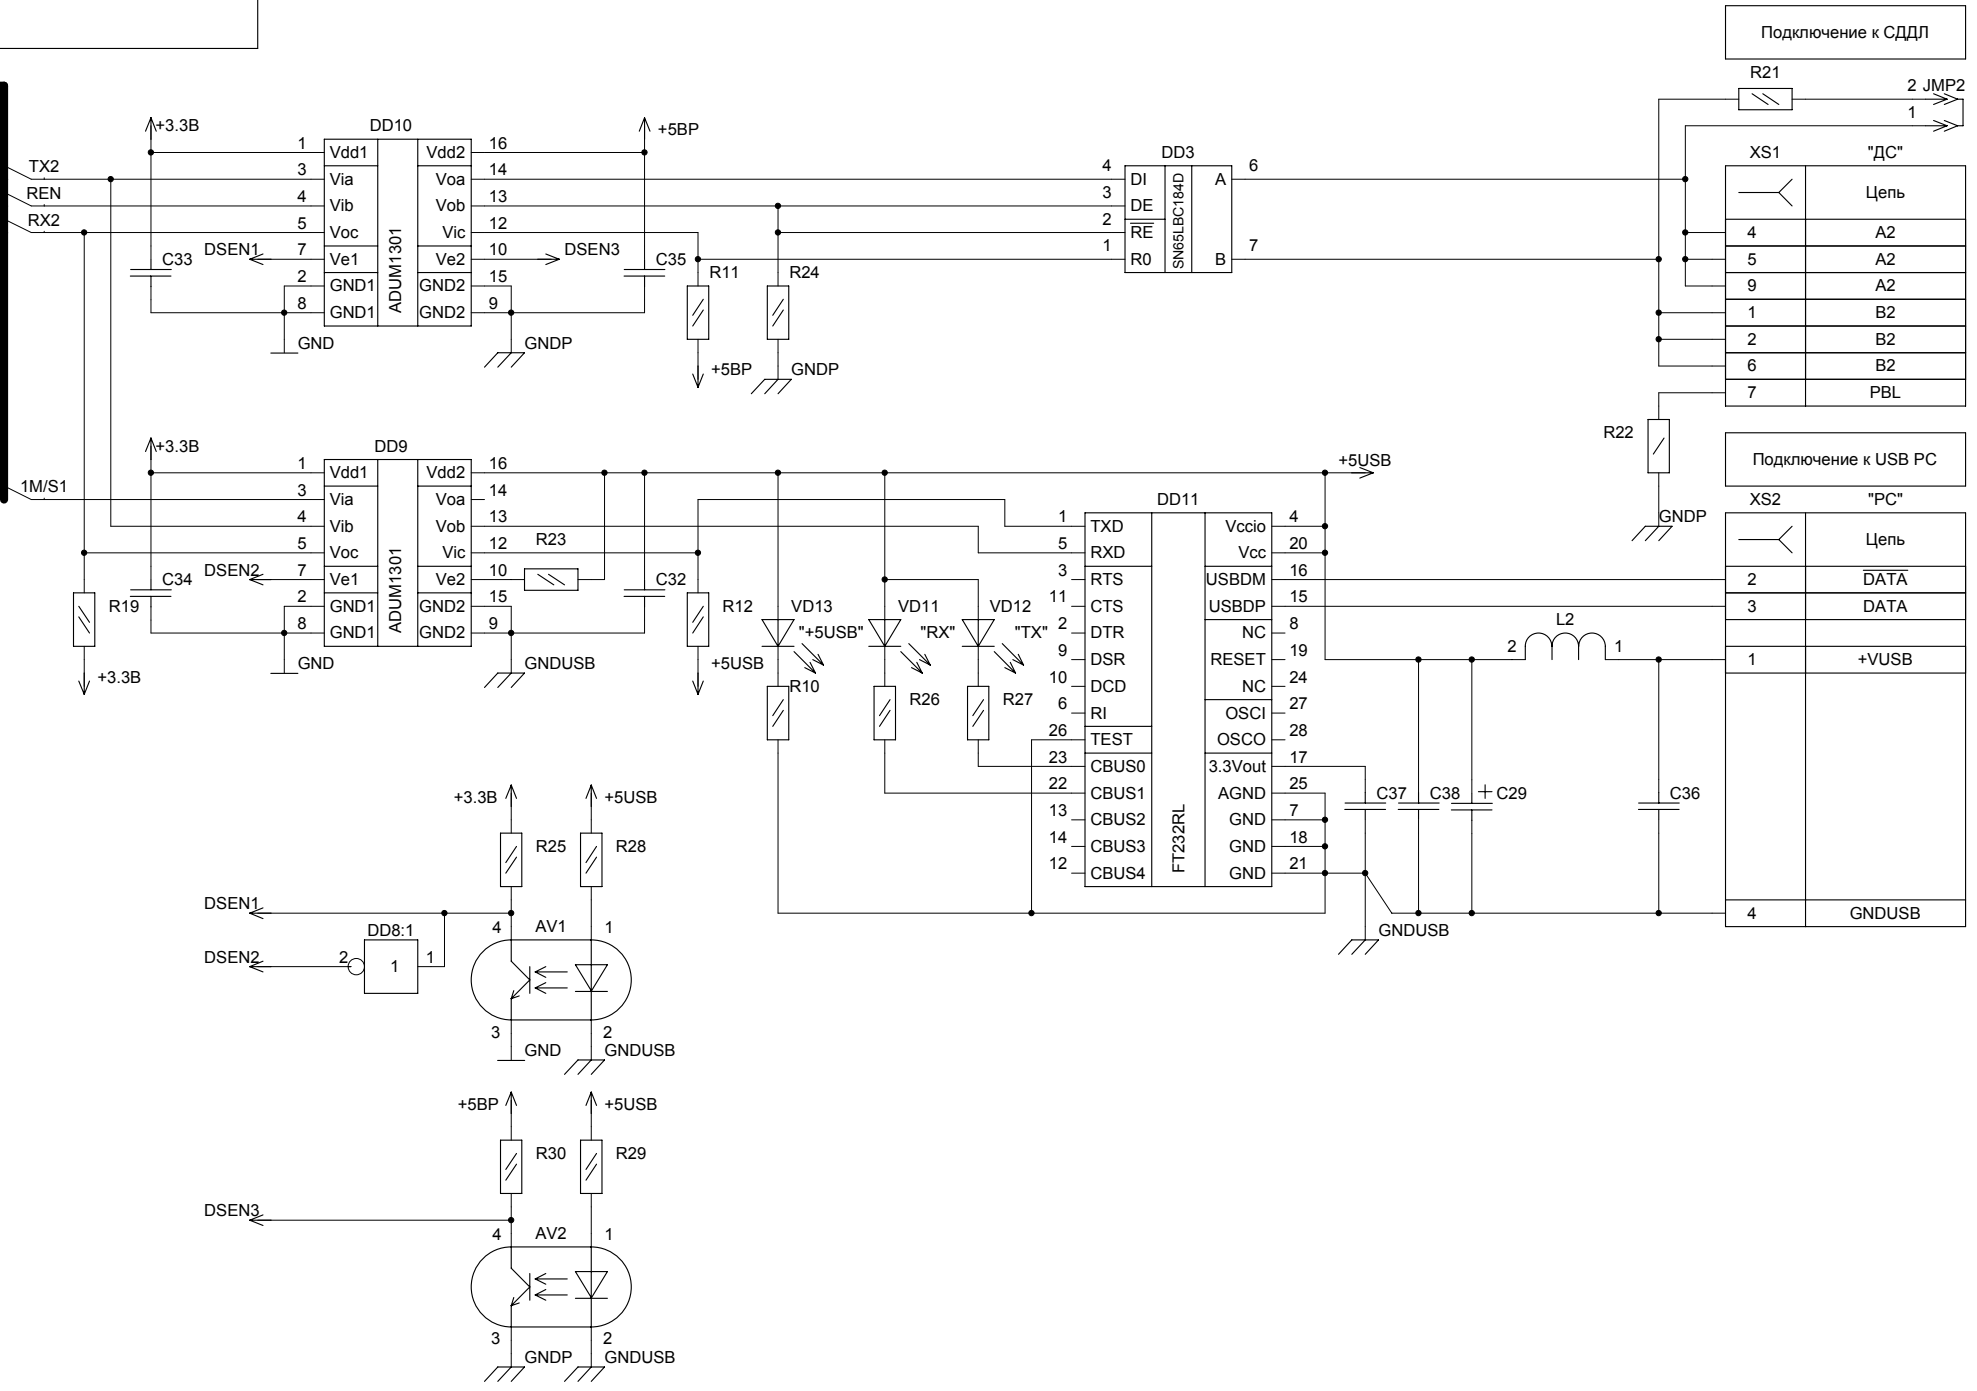 Подключение к СДДЛ
R21
2 JMP2
1
+3.3В
DD10
+5ВР
TX2
REN
RX2
1 Vdd1 Vdd2 16
3 Via Voa 14
4 Vib Vob 13
5 Voc Vic 12
7 Ve1 Ve2 10
2 GND1 GND2 15
8 GND1 GND2 9
ADUM1301
DSEN1
DSEN3
C33
C35
GND
GNDP
R11
+5ВР
R24
GNDP
DD3
4 DI A 6
3 DE
2 RE
1 R0 B 7
SN65LBC184D
XS1 "ДС"
Цепь
4 A2
5 A2
9 A2
1 B2
2 B2
6 B2
7 PBL
R22
GNDP
+3.3В
DD9
1M/S1
1 Vdd1 Vdd2 16
3 Via Voa 14
4 Vib Vob 13
5 Voc Vic 12
7 Ve1 Ve2 10
2 GND1 GND2 15
8 GND1 GND2 9
ADUM1301
DSEN2
R23
R19
+3.3В
C34
C32
GND
GNDUSB
R12
+5USB
VD13 "+5USB"
R10
VD11 "RX"
R26
VD12 "TX"
R27
+5USB
DD11
1 TXD Vccio 4
5 RXD Vcc 20
3 RTS USBDM 16
11 CTS USBDP 15
2 DTR NC 8
9 DSR RESET 19
10 DCD NC 24
6 RI OSCI 27
26 TEST OSCO 28
23 CBUS0 3.3Vout 17
22 CBUS1 AGND 25
13 CBUS2 GND 7
14 CBUS3 GND 18
12 CBUS4 GND 21
FT232RL
L2
2 1
C37
C38
+ C29
C36
GNDUSB
Подключение к USB PC
XS2 "PC"
Цепь
2 DATA
3 DATA
1 +VUSB
4 GNDUSB
+3.3В
+5USB
R25
R28
DSEN1
DSEN2
DD8:1
2 1 1
4 AV1 1
3 2
GND
GNDUSB
+5ВР
+5USB
R30
R29
DSEN3
4 AV2 1
3 2
GNDP
GNDUSB